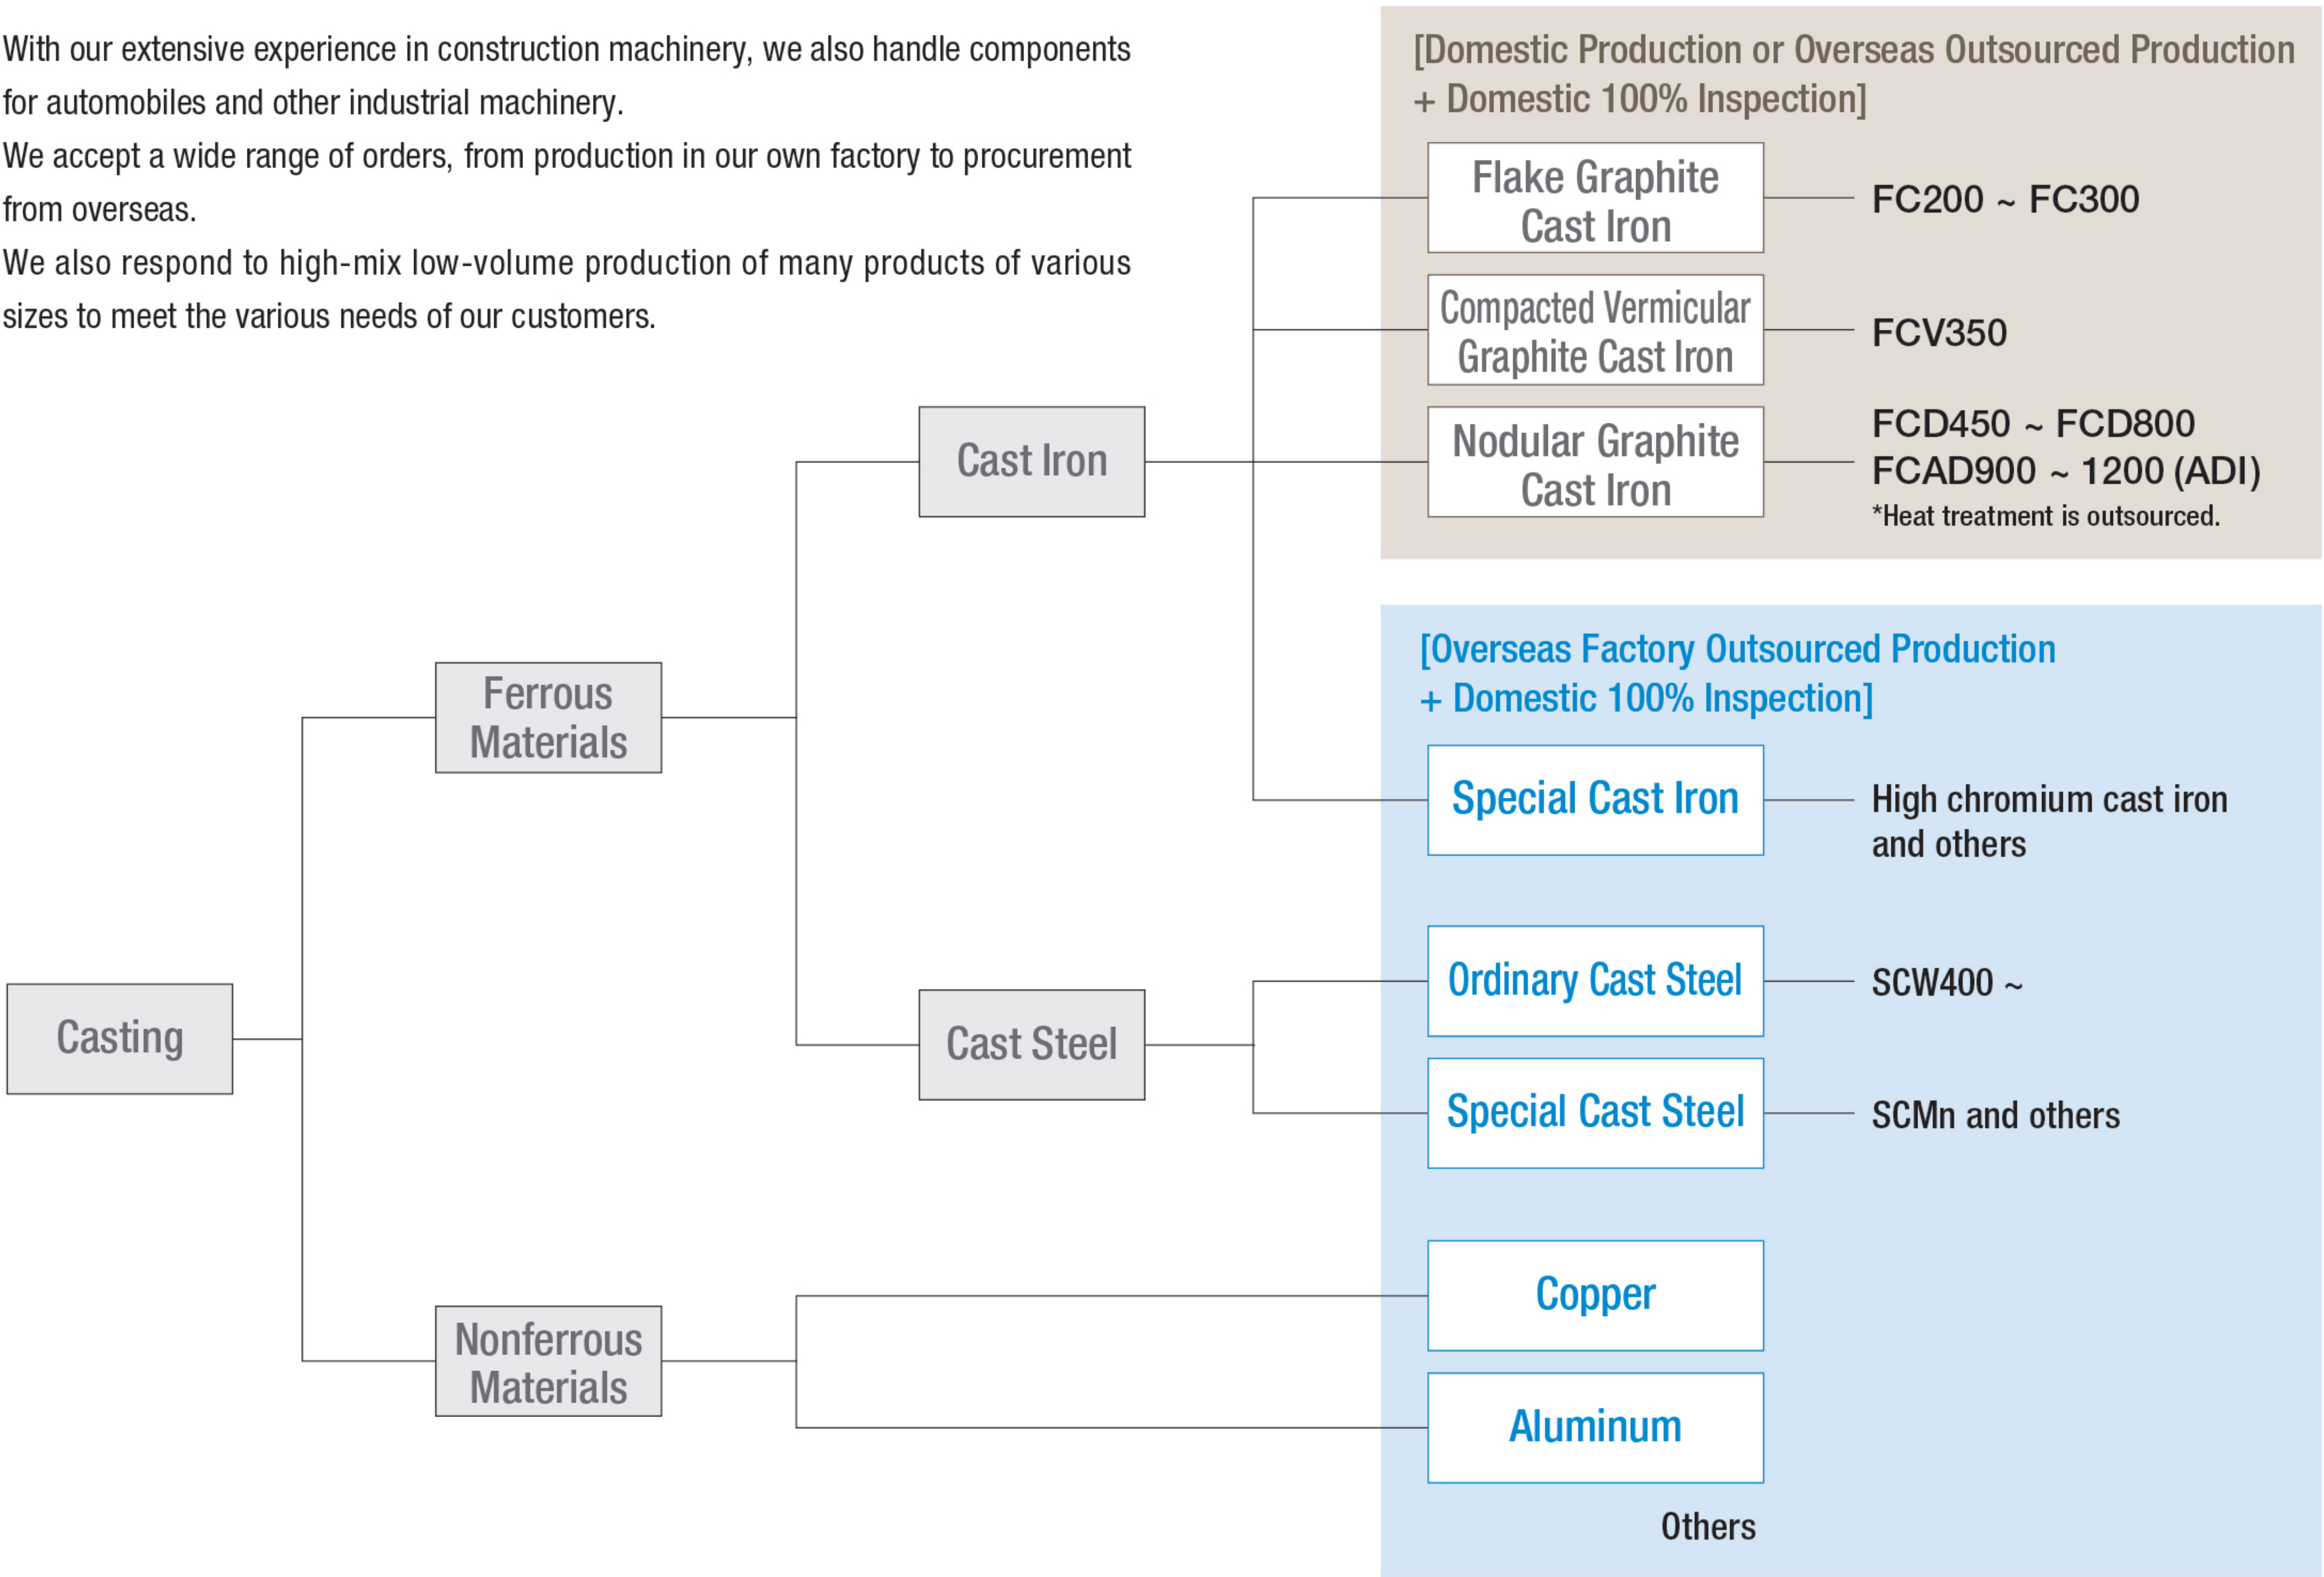 With our extensive experience in construction machinery, we also handle components
for automobiles and other industrial machinery.
We accept a wide range of orders, from production in our own factory to procurement
from overseas.
We also respond to high-mix low-volume production of many products of various
sizes to meet the various needs of our customers.
[Domestic Production or Overseas Outsourced Production
+ Domestic 100% Inspection]
Flake Graphite
Cast Iron
FC200 ~ FC300
Compacted Vermicular
Graphite Cast Iron
FCV350
Nodular Graphite
Cast Iron
FCD450 ~ FCD800
FCAD900 ~ 1200 (ADI)
*Heat treatment is outsourced.
Cast Iron
Ferrous
Materials
[Overseas Factory Outsourced Production
+ Domestic 100% Inspection]
Special Cast Iron
High chromium cast iron
and others
Casting
Cast Steel
Ordinary Cast Steel
SCW400 ~
Special Cast Steel
SCMn and others
Nonferrous
Materials
Copper
Aluminum
Others